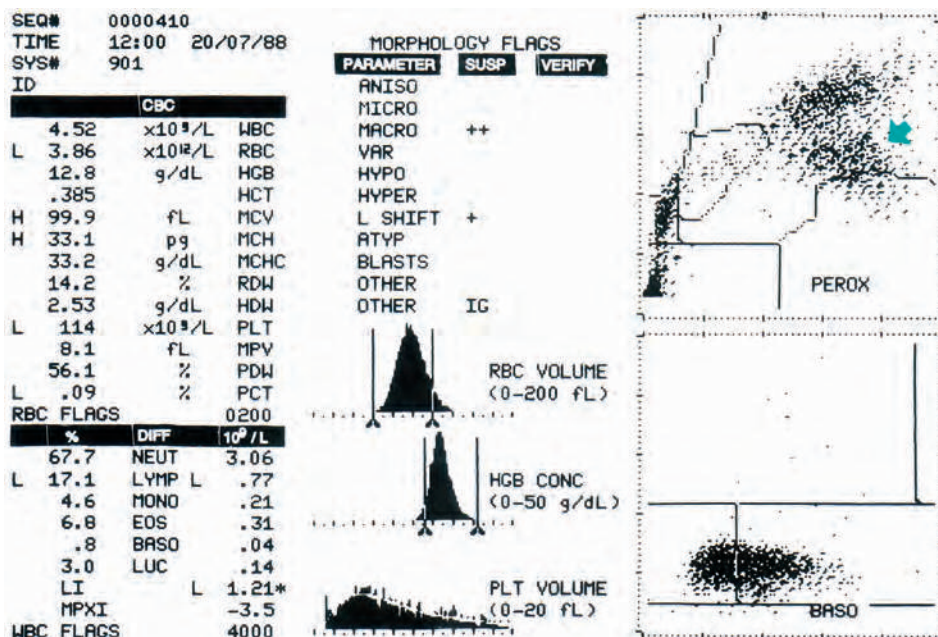 SEQ# 0000410
TIME 12:00 20/07/88
SYS# 901
ID
CBC
4.52 x10⁹/L WBC
L 3.86 x10¹²/L RBC
12.8 g/dL HGB
.385 HCT
H 99.9 fL MCV
H 33.1 pg MCH
33.2 g/dL MCHC
14.2 % RDW
2.53 g/dL HDW
L 114 x10⁹/L PLT
8.1 fL MPV
56.1 % PDW
L .09 % PCT
RBC FLAGS 0200
% DIFF 10⁹/L
67.7 NEUT 3.06
L 17.1 LYMP L .77
4.6 MONO .21
6.8 EOS .31
.8 BASO .04
3.0 LUC .14
LI L 1.21*
MPXI -3.5
WBC FLAGS 4000
MORPHOLOGY FLAGS
PARAMETER SUSP VERIFY
ANISO
MICRO
MACRO ++
VAR
HYPO
HYPER
L SHIFT +
ATYP
BLASTS
OTHER
OTHER IG
RBC VOLUME
(0-200 fL)
HGB CONC
(0-50 g/dL)
PLT VOLUME
(0-20 fL)
PEROX
BASO